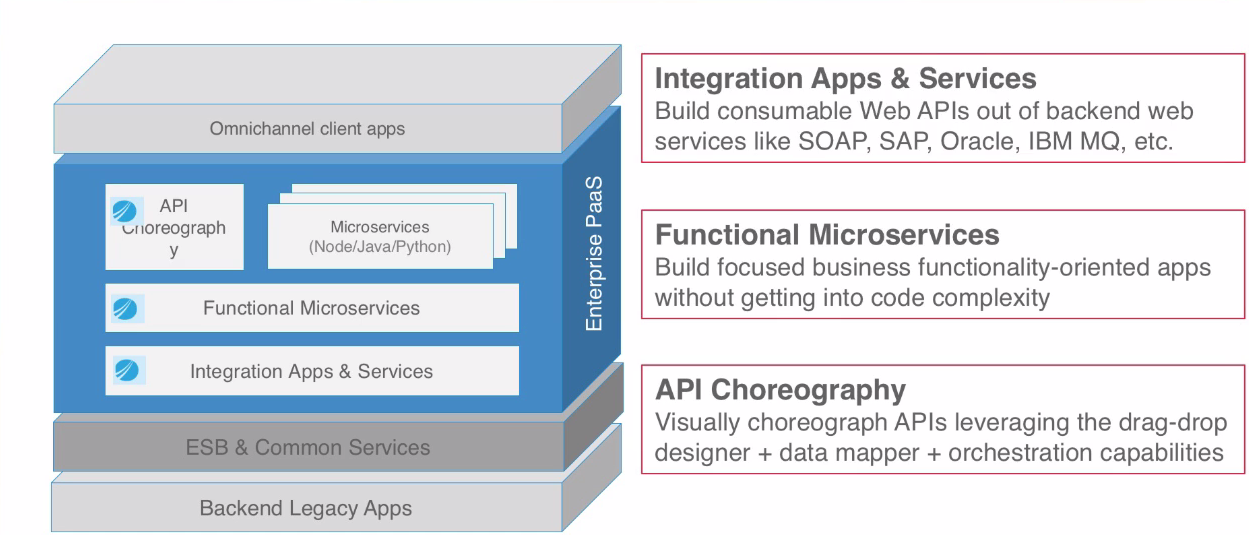 Omnichannel client apps
API
Choreograph
y
Microservices
(Node/Java/Python)
Functional Microservices
Integration Apps & Services
Enterprise PaaS
ESB & Common Services
Backend Legacy Apps
Integration Apps & Services
Build consumable Web APIs out of backend web
services like SOAP, SAP, Oracle, IBM MQ, etc.
Functional Microservices
Build focused business functionality-oriented apps
without getting into code complexity
API Choreography
Visually choreograph APIs leveraging the drag-drop
designer + data mapper + orchestration capabilities